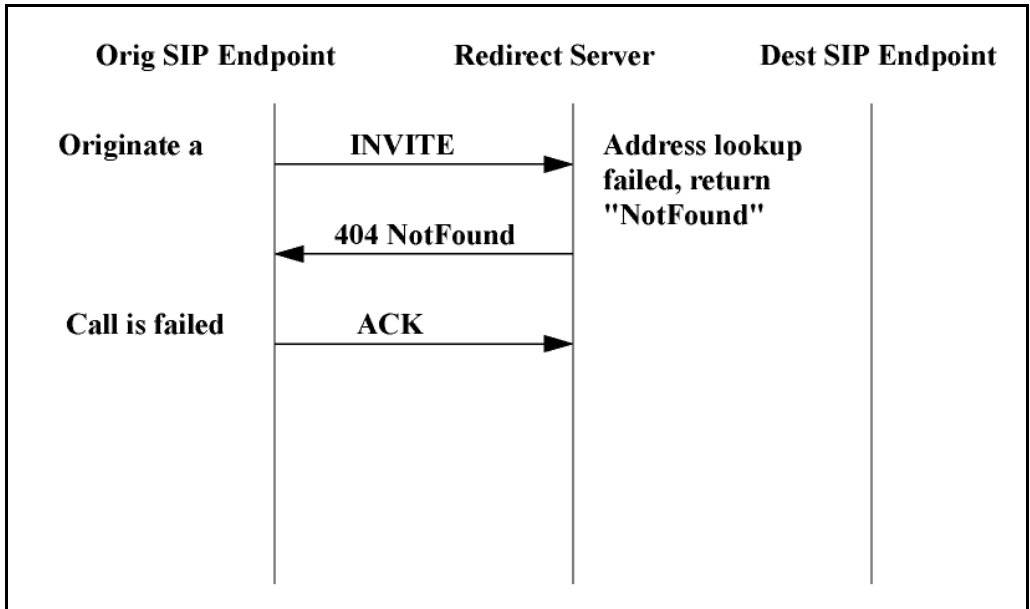 Orig SIP Endpoint
Redirect Server
Dest SIP Endpoint
Originate a
INVITE
Address lookup
failed, return
"NotFound"
404 NotFound
Call is failed
ACK